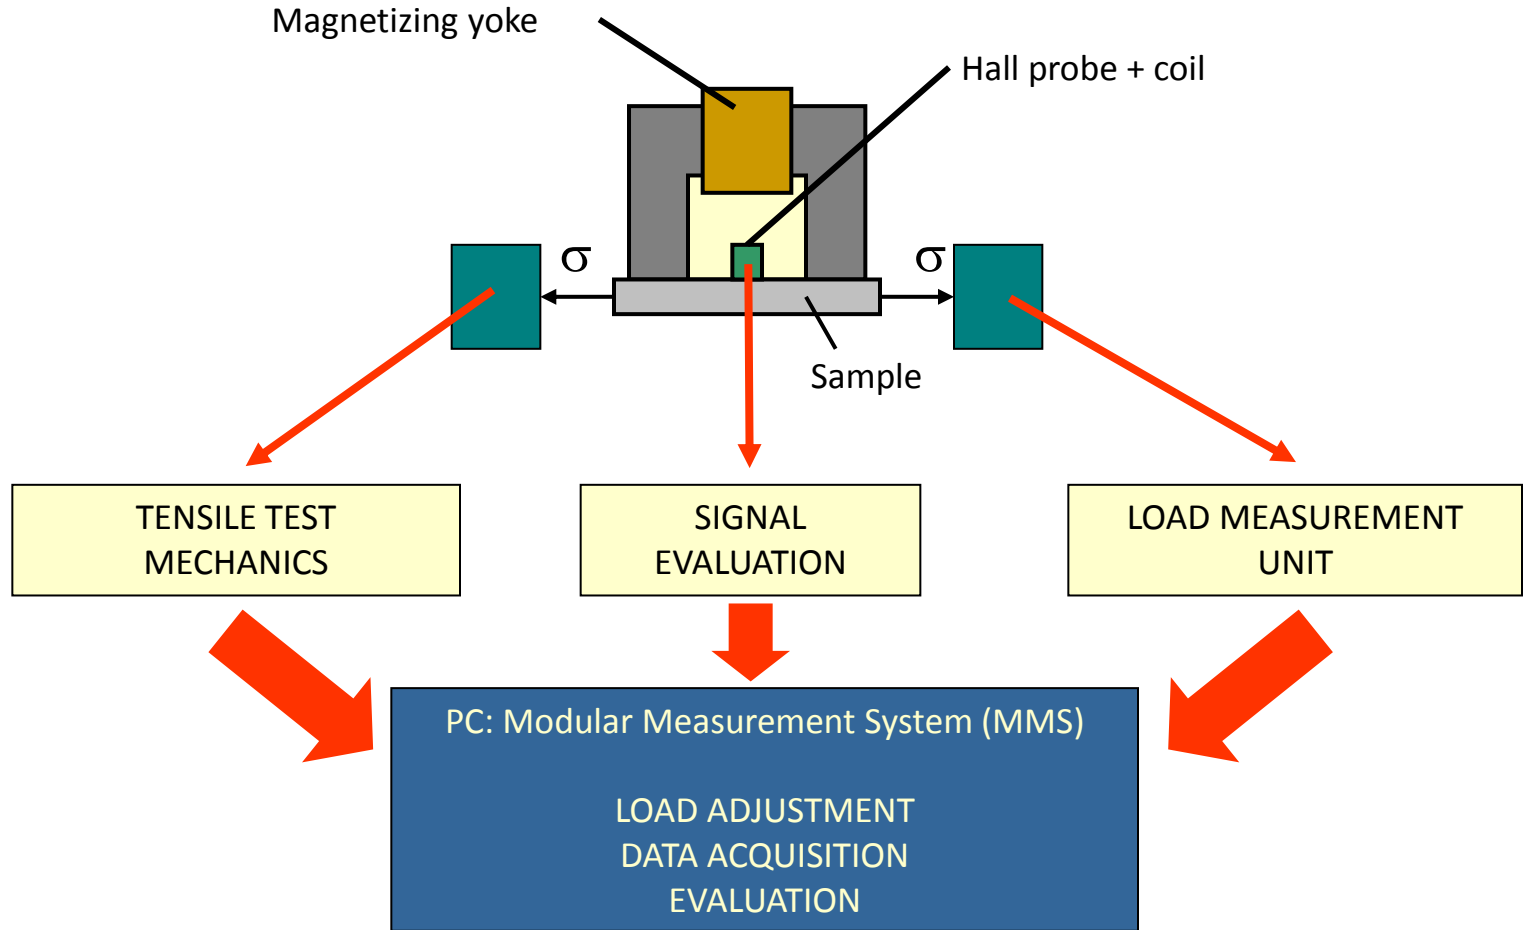 Magnetizing yoke
Hall probe + coil
σ
σ
Sample
TENSILE TEST
MECHANICS
SIGNAL
EVALUATION
LOAD MEASUREMENT
UNIT
PC: Modular Measurement System (MMS)
LOAD ADJUSTMENT
DATA ACQUISITION
EVALUATION